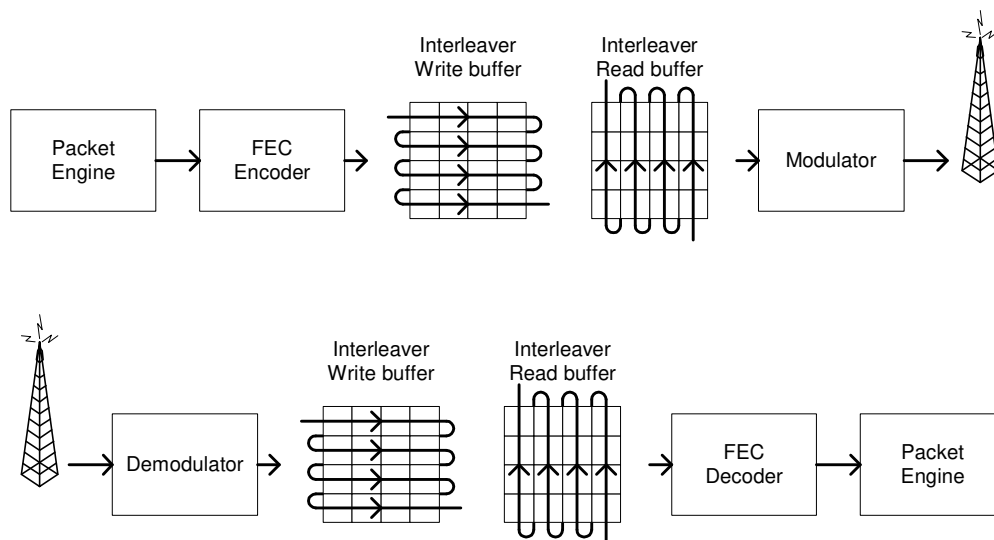 Interleaver
Write buffer
Interleaver
Read buffer
Packet
Engine
FEC
Encoder
Modulator
Interleaver
Write buffer
Interleaver
Read buffer
Demodulator
FEC
Decoder
Packet
Engine